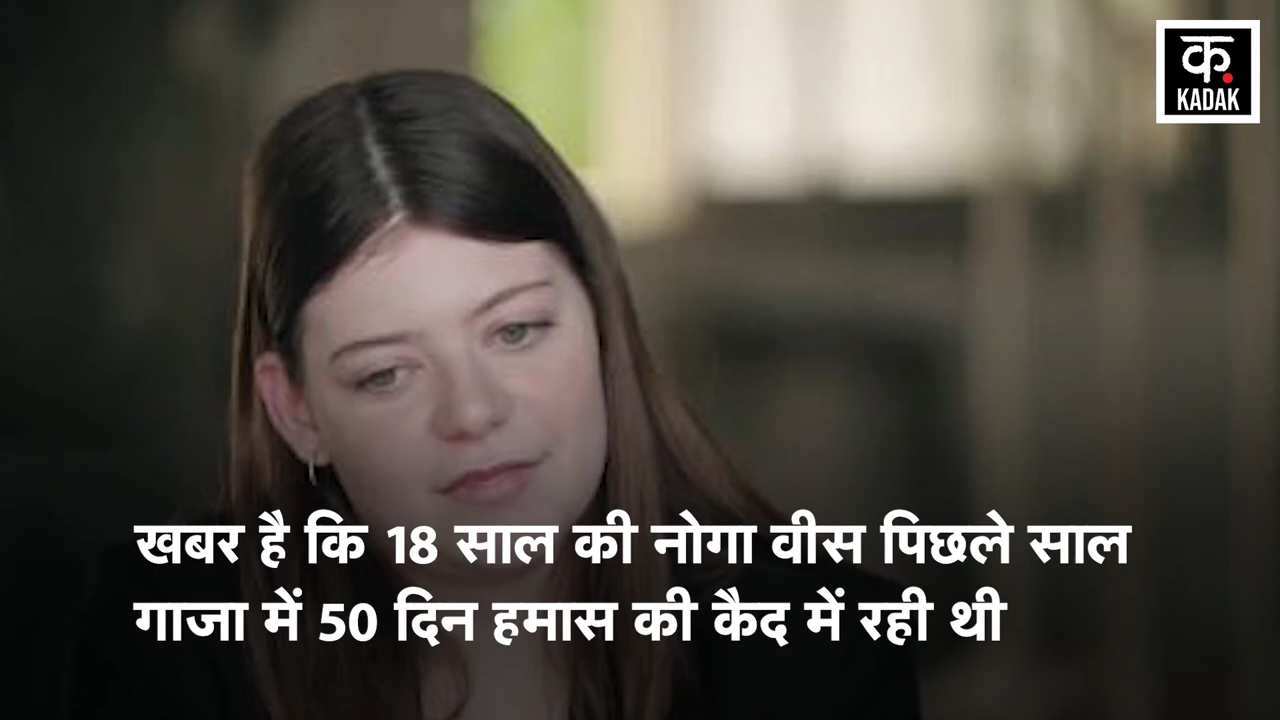 क.
KADAK
खबर है कि 18 साल की नोगा वीस पिछले साल
गाजा में 50 दिन हमास की कैद में रही थी